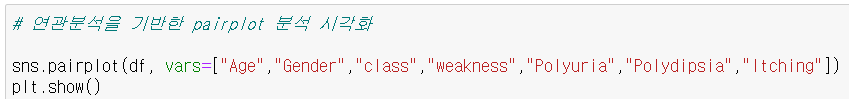 # 연관분석을 기반한 pairplot 분석 시각화
sns.pairplot(df, vars=["Age","Gender","class","weakness","Polyuria","Polydipsia","Itching"])
plt.show()